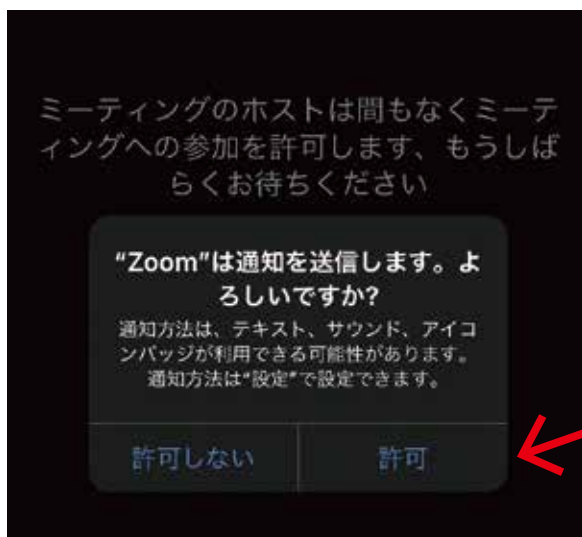 ミーティングのホストは間もなくミーテ
ィングへの参加を許可します、もうしば
らくお待ちください
“Zoom”は通知を送信します。よ
ろしいですか?
通知方法は、テキスト、サウンド、アイコ
ンバッジが利用できる可能性があります。
通知方法は“設定”で設定できます。
許可しない
許可